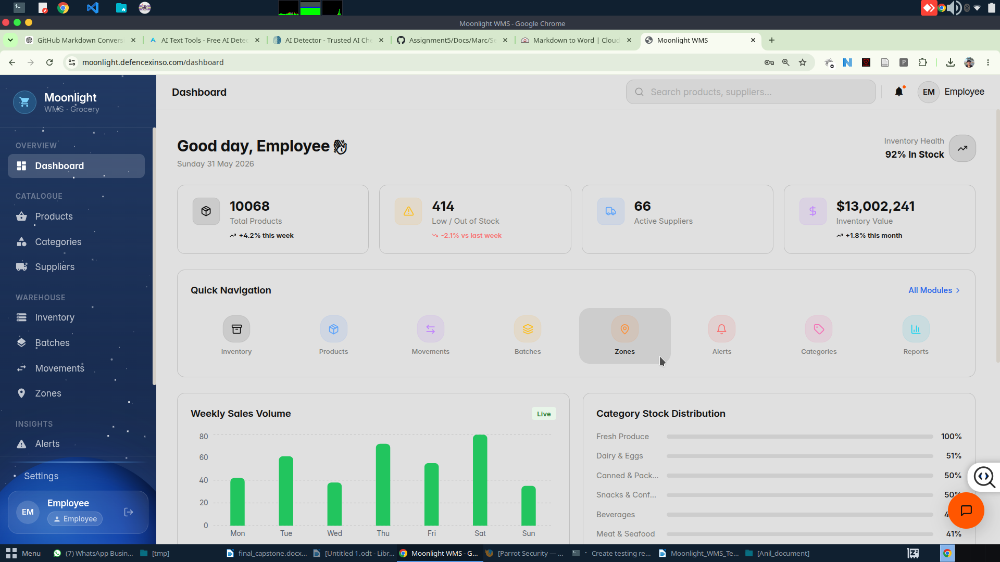 Moonlight WMS - Google Chrome
GitHub Markdown Convers
AI Text Tools - Free AI Detec
AI Detector - Trusted AI Che
Assignment5/Docs/Marc/Se
Markdown to Word | Cloud
Moonlight WMS
moonlight.defencexinso.com/dashboard
Moonlight
WMS · Grocery
Dashboard
Search products, suppliers...
EM
Employee
OVERVIEW
Dashboard
CATALOGUE
Products
Categories
Suppliers
WAREHOUSE
Inventory
Batches
Movements
Zones
INSIGHTS
Alerts
Settings
EM
Employee
Employee
Good day, Employee 👋
Sunday 31 May 2026
Inventory Health
92% In Stock
10068
Total Products
+4.2% this week
414
Low / Out of Stock
-2.1% vs last week
66
Active Suppliers
$13,002,241
Inventory Value
+1.8% this month
Quick Navigation
All Modules
Inventory
Products
Movements
Batches
Zones
Alerts
Categories
Reports
Weekly Sales Volume
Live
80
60
40
20
0
Mon Tue Wed Thu Fri Sat Sun
Category Stock Distribution
Fresh Produce 100%
Dairy & Eggs 51%
Canned & Pack... 50%
Snacks & Conf... 50%
Beverages
Meat & Seafood 41%
Menu
(7) WhatsApp Busin...
[tmp]
final_capstone.docx...
[Untitled 1.odt - Libr...
Moonlight WMS - G...
[Parrot Security — ...
Create testing re...
Moonlight_WMS_Te...
[Anil_document]